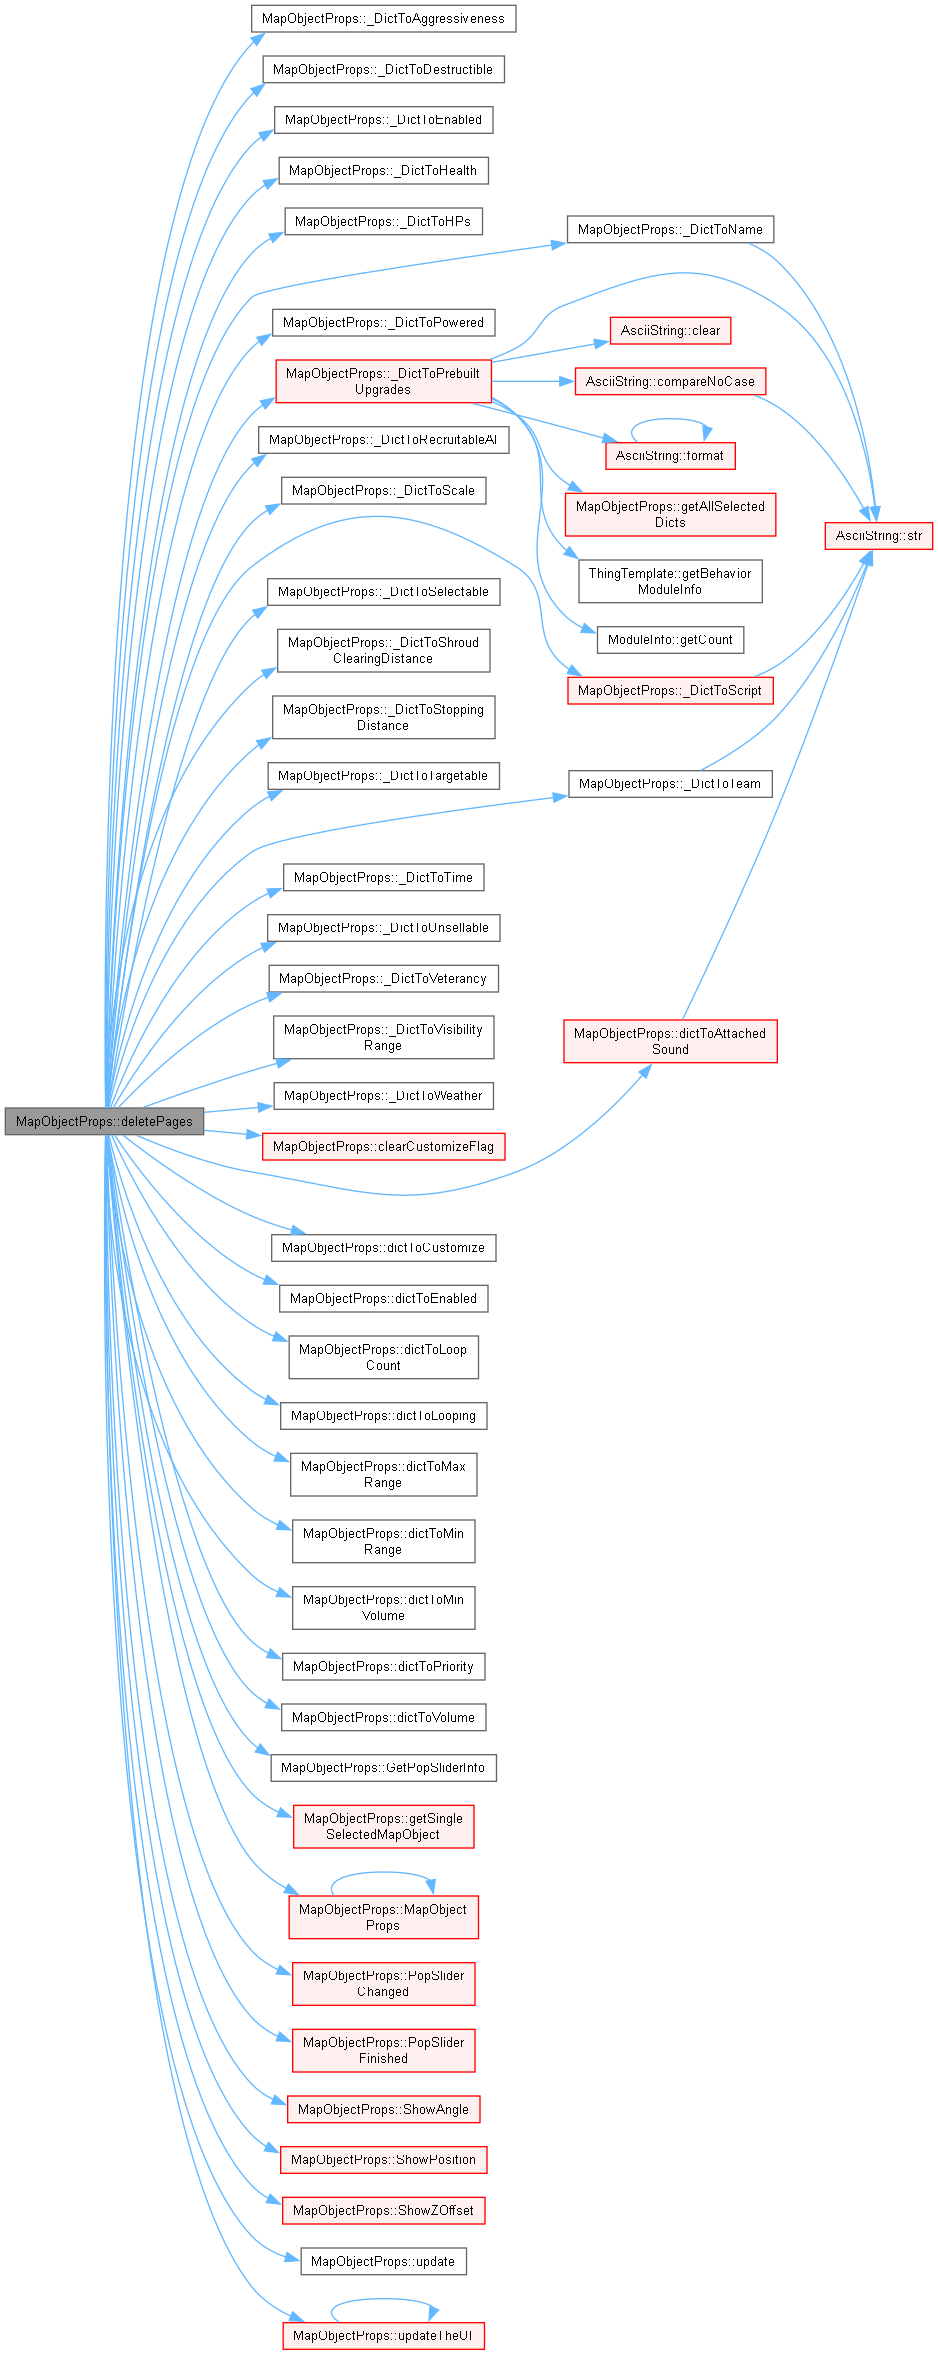 MapObjectProps::_DictToAggressiveness
MapObjectProps::_DictToDestructible
MapObjectProps::_DictToEnabled
MapObjectProps::_DictToHealth
MapObjectProps::_DictToHPs
MapObjectProps::_DictToName
MapObjectProps::_DictToPowered
AsciiString::clear
MapObjectProps::_DictToPrebuilt
Upgrades
AsciiString::compareNoCase
MapObjectProps::_DictToRecruitableAI
AsciiString::format
MapObjectProps::_DictToScale
MapObjectProps::getAllSelected
Dicts
AsciiString::str
ThingTemplate::getBehavior
ModuleInfo
MapObjectProps::_DictToSelectable
ModuleInfo::getCount
MapObjectProps::_DictToShroud
ClearingDistance
MapObjectProps::_DictToScript
MapObjectProps::_DictToStopping
Distance
MapObjectProps::_DictToTargetable
MapObjectProps::_DictToTeam
MapObjectProps::_DictToTime
MapObjectProps::_DictToUnsellable
MapObjectProps::_DictToVeterancy
MapObjectProps::_DictToVisibility
Range
MapObjectProps::dictToAttached
Sound
MapObjectProps::_DictToWeather
MapObjectProps::deletePages
MapObjectProps::clearCustomizeFlag
MapObjectProps::dictToCustomize
MapObjectProps::dictToEnabled
MapObjectProps::dictToLoop
Count
MapObjectProps::dictToLooping
MapObjectProps::dictToMax
Range
MapObjectProps::dictToMin
Range
MapObjectProps::dictToMin
Volume
MapObjectProps::dictToPriority
MapObjectProps::dictToVolume
MapObjectProps::GetPopSliderInfo
MapObjectProps::getSingle
SelectedMapObject
MapObjectProps::MapObject
Props
MapObjectProps::PopSlider
Changed
MapObjectProps::PopSlider
Finished
MapObjectProps::ShowAngle
MapObjectProps::ShowPosition
MapObjectProps::ShowZOffset
MapObjectProps::update
MapObjectProps::updateTheUI